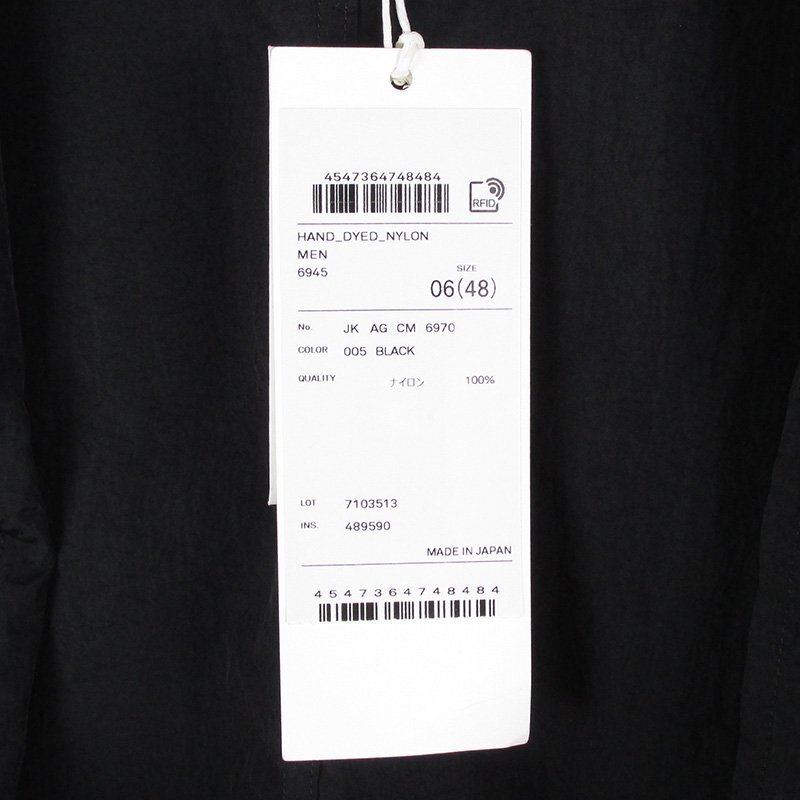 4547364748484
RFID
HAND_DYED_NYLON
MEN
6945
SIZE
06(48)
No. JK AG CM 6970
COLOR 005 BLACK
QUALITY ナイロン 100%
LOT 7103513
INS. 489590
MADE IN JAPAN
4547364748484